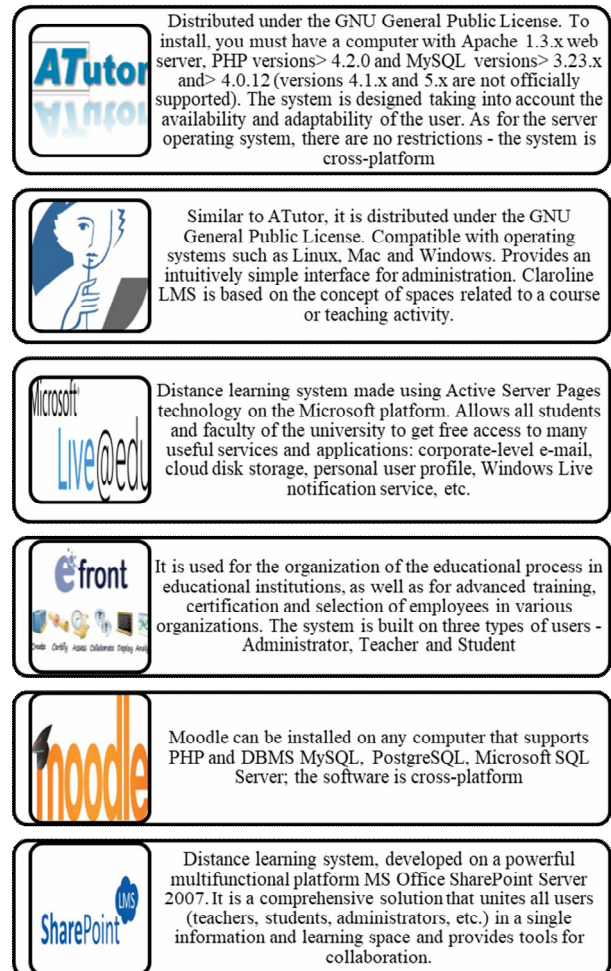 Distributed under the GNU General Public License. To
install, you must have a computer with Apache 1.3.x web
server, PHP versions> 4.2.0 and MySQL versions> 3.23.x
and> 4.0.12 (versions 4.1.x and 5.x are not officially
supported). The system is designed taking into account the
availability and adaptability of the user. As for the server
operating system, there are no restrictions - the system is
cross-platform
ATutor
Similar to ATutor, it is distributed under the GNU
General Public License. Compatible with operating
systems such as Linux, Mac and Windows. Provides an
intuitively simple interface for administration. Claroline
LMS is based on the concept of spaces related to a course
or teaching activity.
Microsoft
Live@edu
Distance learning system made using Active Server Pages
technology on the Microsoft platform. Allows all students
and faculty of the university to get free access to many
useful services and applications: corporate-level e-mail,
cloud disk storage, personal user profile, Windows Live
notification service, etc.
efront
Create Certify Assess Collaborate Deploy Analy
It is used for the organization of the educational process in
educational institutions, as well as for advanced training,
certification and selection of employees in various
organizations. The system is built on three types of users -
Administrator, Teacher and Student
moodle
Moodle can be installed on any computer that supports
PHP and DBMS MySQL, PostgreSQL, Microsoft SQL
Server; the software is cross-platform
LMS
SharePoint
Distance learning system, developed on a powerful
multifunctional platform MS Office SharePoint Server
2007. It is a comprehensive solution that unites all users
(teachers, students, administrators, etc.) in a single
information and learning space and provides tools for
collaboration.